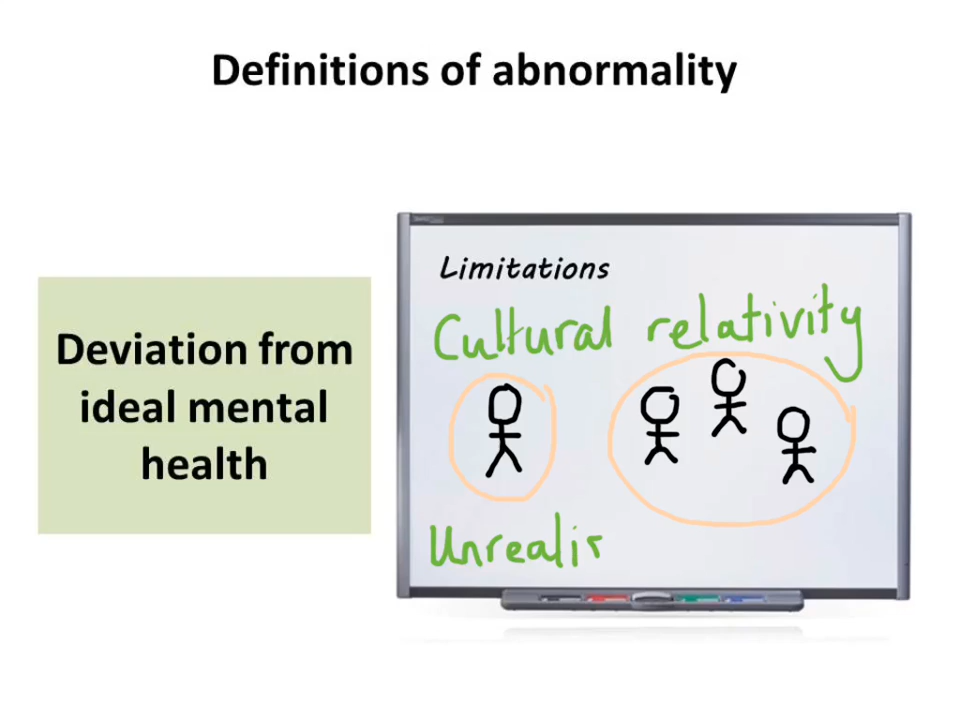 Definitions of abnormality
Deviation from
ideal mental
health
Limitations
Cultural relativity
Unrealis